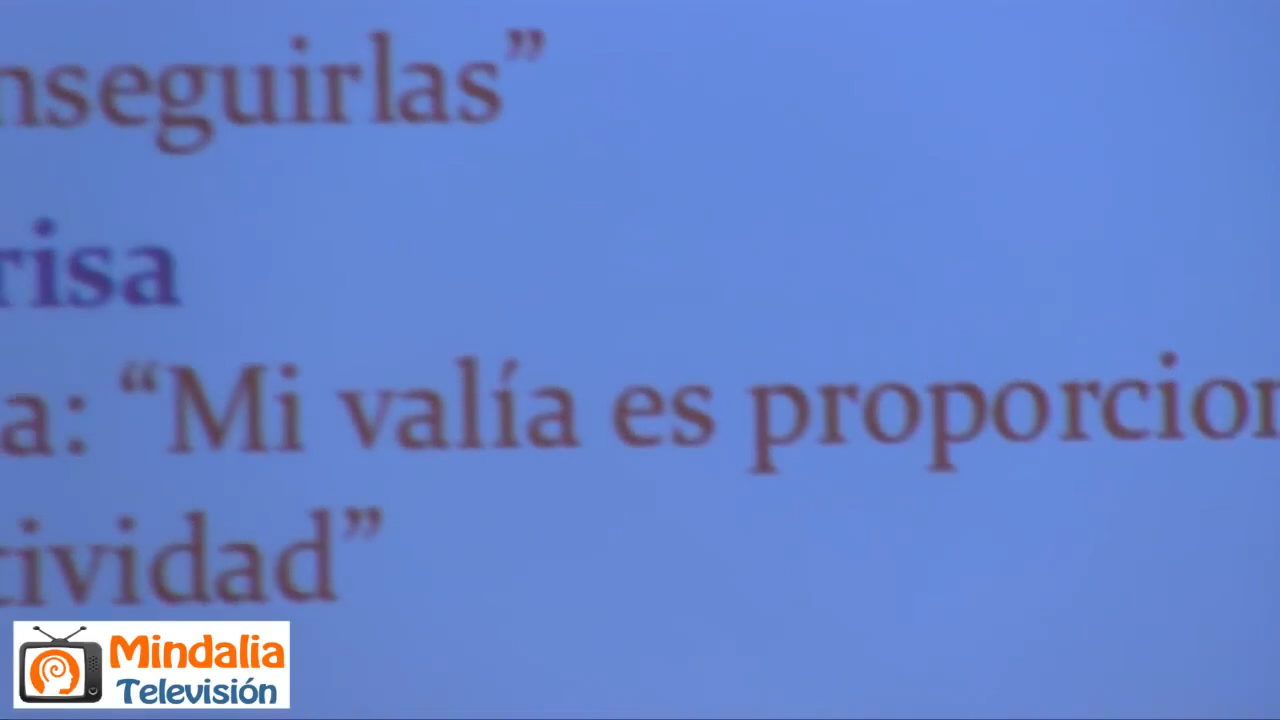 nseguirlas”
risa
a: “Mi valía es proporcion
tividad”
Mindalia
Televisión